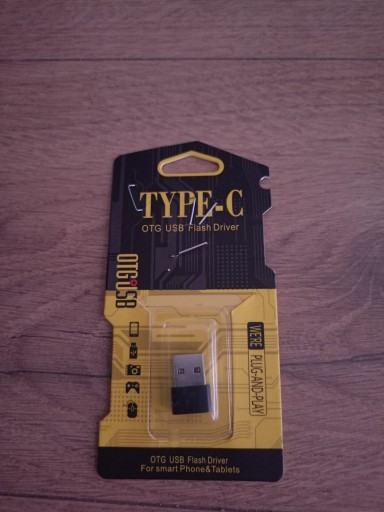 TYPE-C
OTG USB Flash Driver
OTG USB
WERE PLUG-AND-PLAY
OTG USB Flash Driver
For smart Phone&Tablets